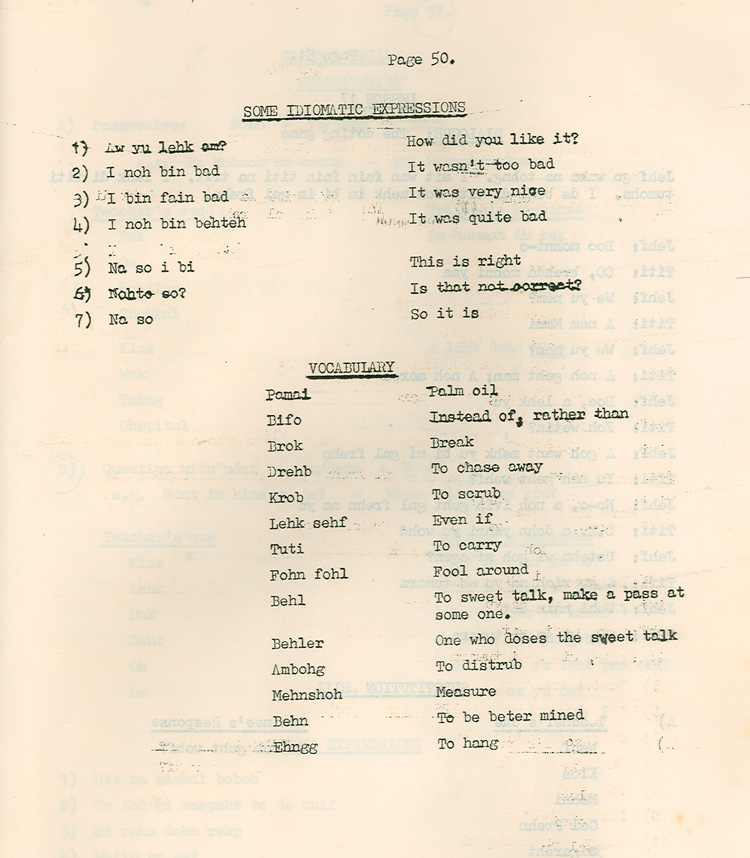 Page 50.
SOME IDIOMATIC EXPRESSIONS
1) Aw yu lehk am? How did you like it?
2) I noh bin bad It wasn't too bad
3) I bin fain bad It was very nice
4) I noh bin behteh It was quite bad
5) Na so i bi This is right
6) Nohto so? Is that not correct?
7) Na so So it is
VOCABULARY
Pamai Palm oil
Bifo Instead of, rather than
Brok Break
Drehb To chase away
Krob To scrub
Lehk sehf Even if
Tuti To carry
Fohn fohl Fool around
Behl To sweet talk, make a pass at
some one.
Behler One who doses the sweet talk
Ambohg To distrub
Mehnshoh Measure
Behn To be beter mined
Ehngg To hang